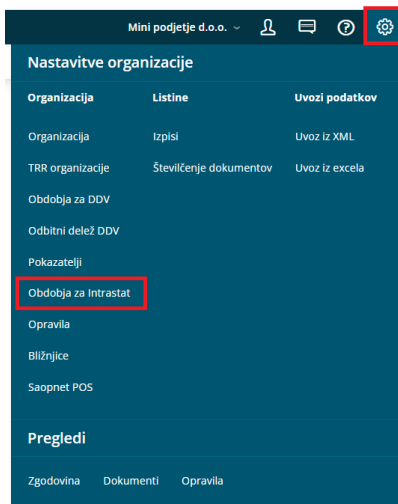 Mini podjetje d.o.o.
Nastavitve organizacije
Organizacija Listine Uvozi podatkov
Organizacija Izpisi Uvoz iz XML
TRR organizacije Številčenje dokumentov Uvoz iz excela
Obdobja za DDV
Odbitni delež DDV
Pokazatelji
Obdobja za Intrastat
Opravila
Bližnjice
Saopnet POS
Pregledi
Zgodovina Dokumenti Opravila